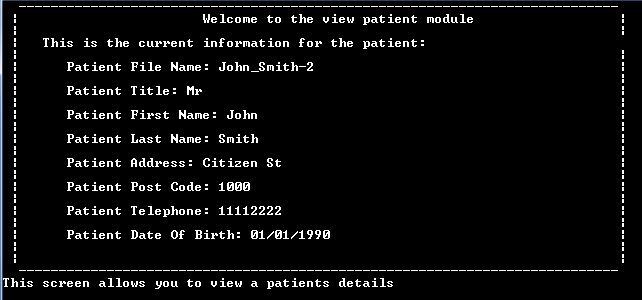 Welcome to the view patient module
This is the current information for the patient:
Patient File Name: John_Smith-2
Patient Title: Mr
Patient First Name: John
Patient Last Name: Smith
Patient Address: Citizen St
Patient Post Code: 1000
Patient Telephone: 11112222
Patient Date Of Birth: 01/01/1990
This screen allows you to view a patients details